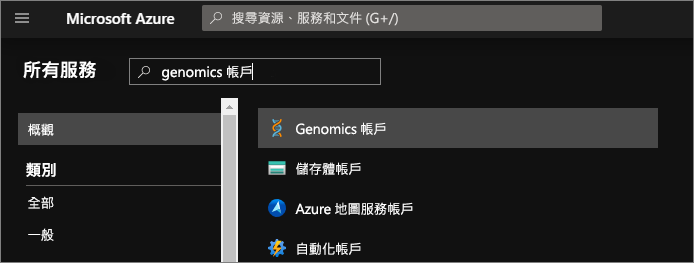 Microsoft Azure
搜尋資源、服務和文件 (G+/)
所有服務
genomics 帳戶
概觀
類別
全部
一般
Genomics 帳戶
儲存體帳戶
Azure 地圖服務帳戶
自動化帳戶